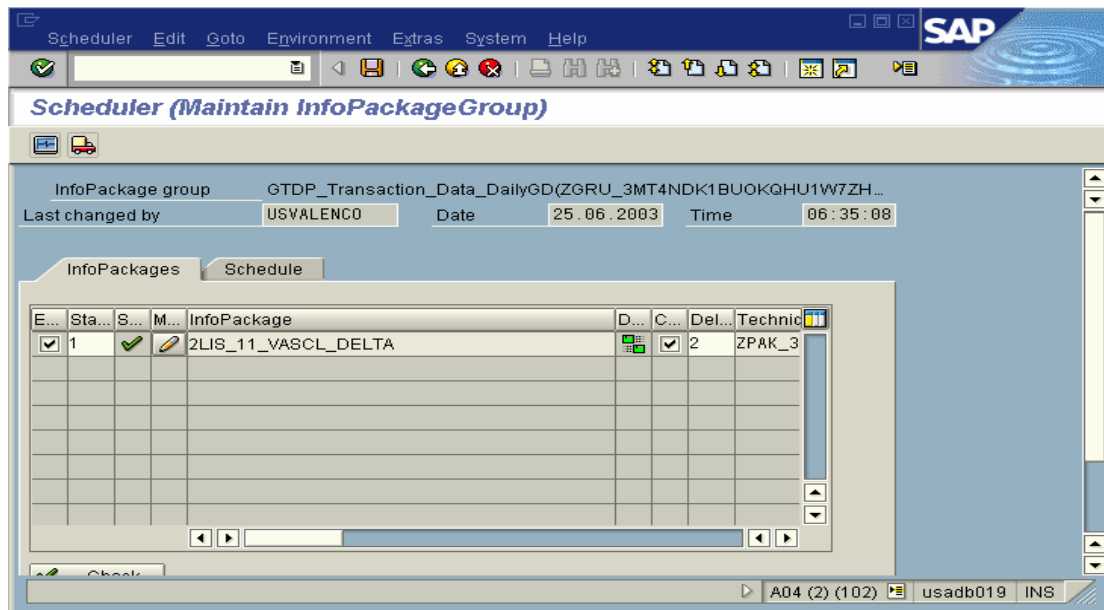 SAP
Scheduler Edit Goto Environment Extras System Help
Scheduler (Maintain InfoPackageGroup)
InfoPackage group GTDP_Transaction_Data_DailyGD(ZGRU_3MT4NDK1BUOKQHU1W7ZH...
Last changed by USVALENCO Date 25.06.2003 Time 06:35:08
InfoPackages Schedule
E... Sta... S... M... InfoPackage D... C... Del... Technic
1 2LIS_11_VASCL_DELTA 2 ZPAK_3
Check
A04 (2) (102) usadb019 INS